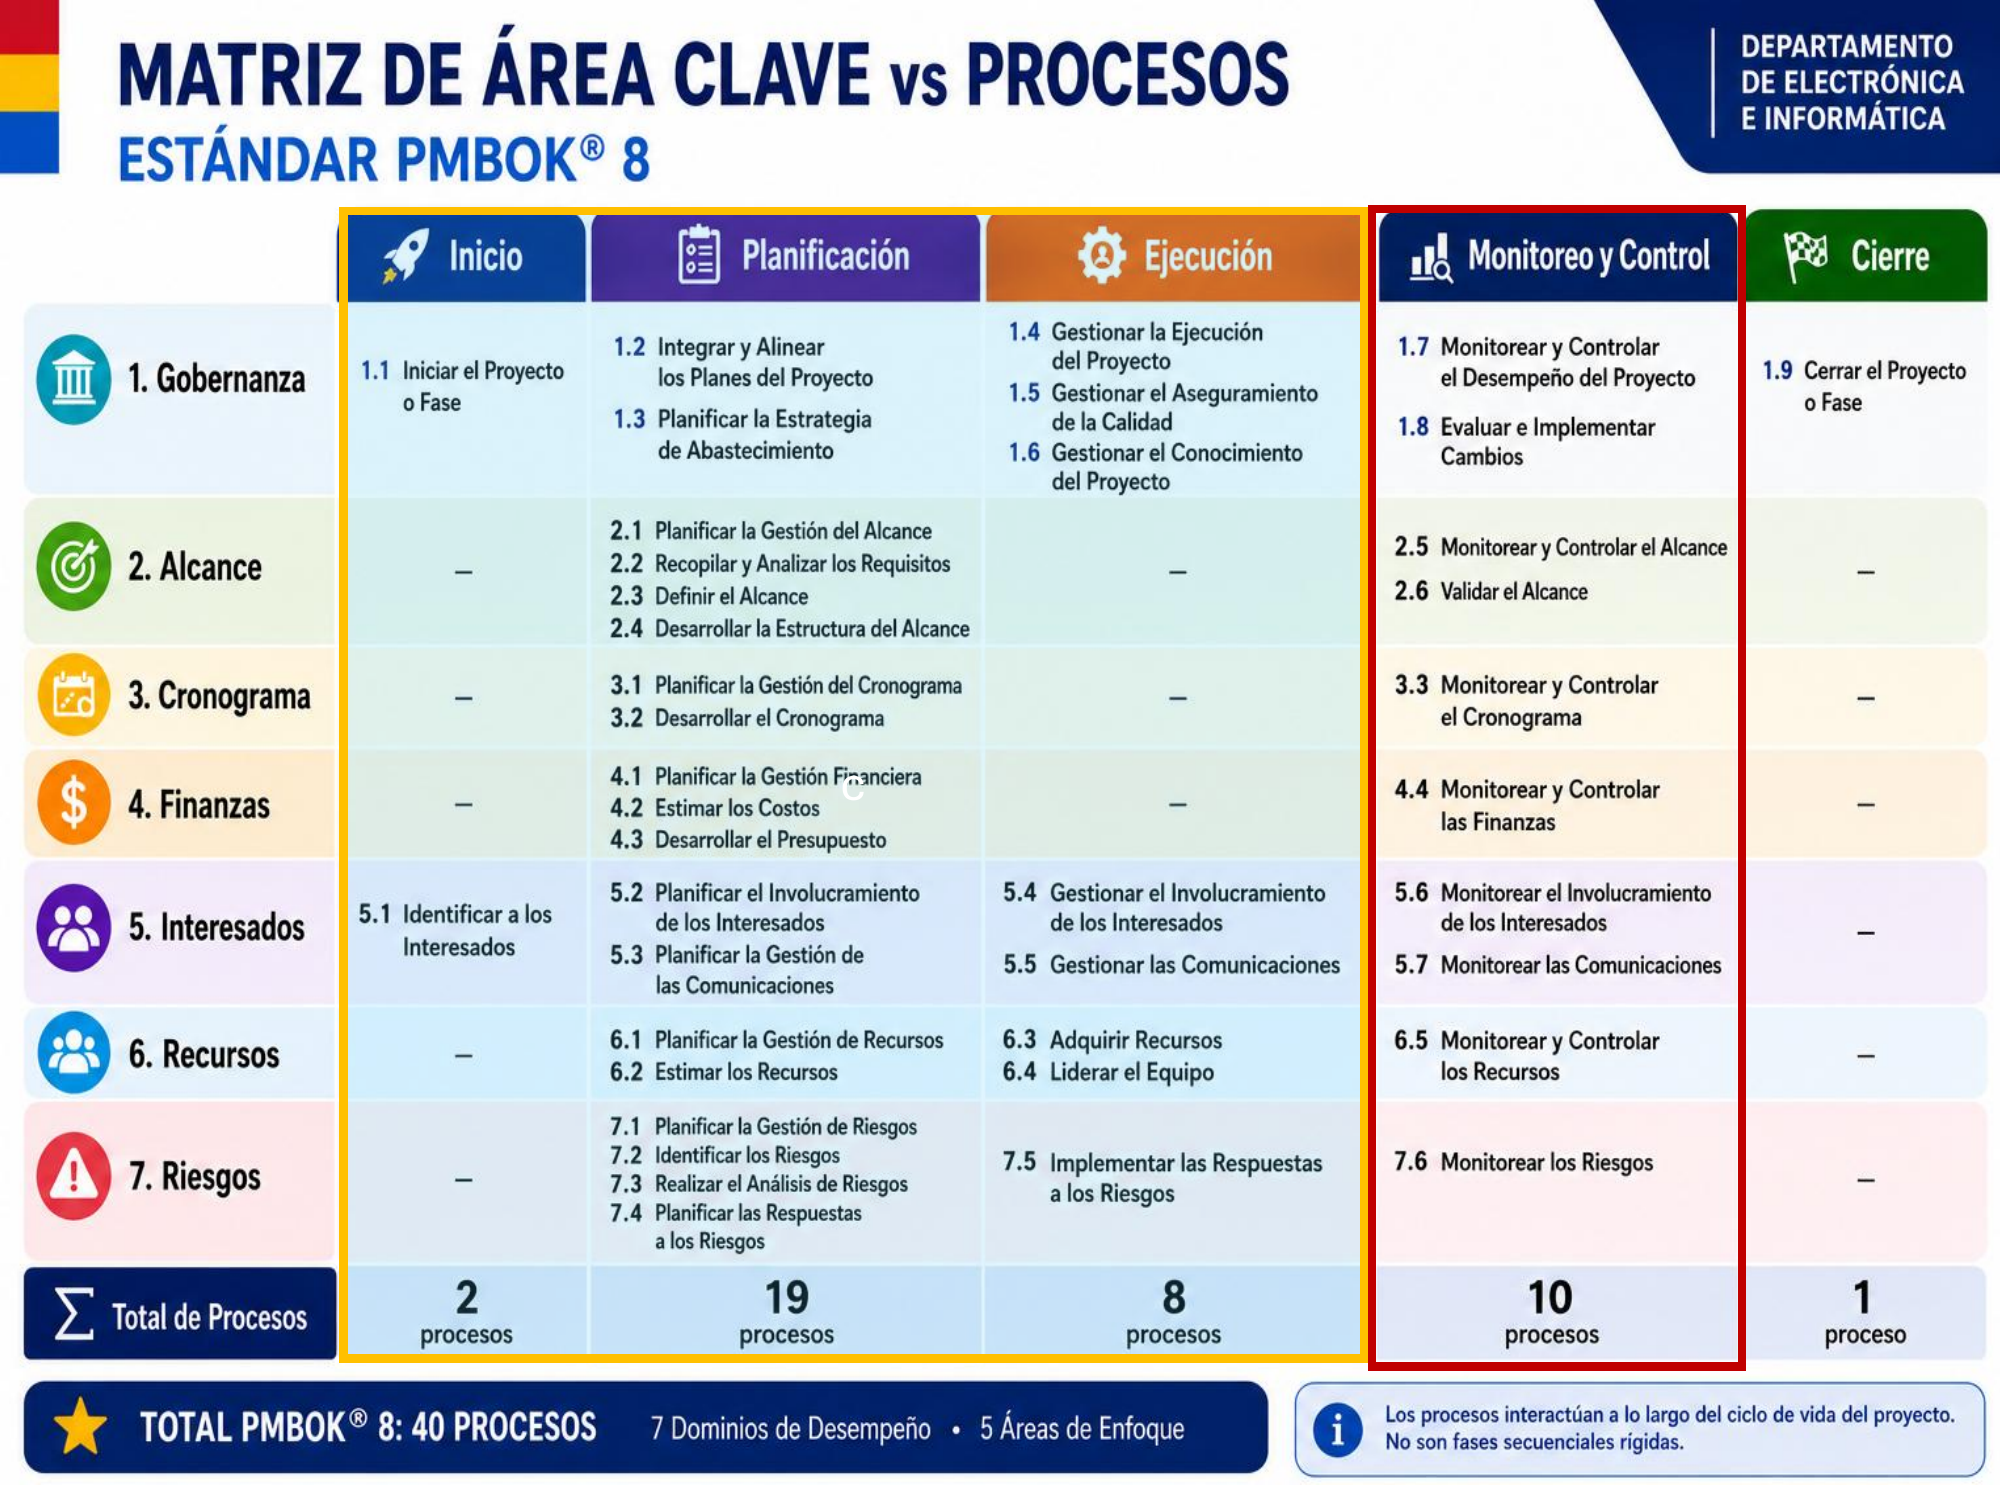 MATRIZ DE ÁREA CLAVE vs PROCESOS
ESTÁNDAR PMBOK® 8
DEPARTAMENTO
DE ELECTRÓNICA
E INFORMÁTICA
Inicio
Planificación
Ejecución
Monitoreo y Control
Cierre
1. Gobernanza
1.1 Iniciar el Proyecto
o Fase
1.2 Integrar y Alinear
los Planes del Proyecto
1.3 Planificar la Estrategia
de Abastecimiento
1.4 Gestionar la Ejecución
del Proyecto
1.5 Gestionar el Aseguramiento
de la Calidad
1.6 Gestionar el Conocimiento
del Proyecto
1.7 Monitorear y Controlar
el Desempeño del Proyecto
1.8 Evaluar e Implementar
Cambios
1.9 Cerrar el Proyecto
o Fase
2. Alcance
–
2.1 Planificar la Gestión del Alcance
2.2 Recopilar y Analizar los Requisitos
2.3 Definir el Alcance
2.4 Desarrollar la Estructura del Alcance
–
2.5 Monitorear y Controlar el Alcance
2.6 Validar el Alcance
–
3. Cronograma
–
3.1 Planificar la Gestión del Cronograma
3.2 Desarrollar el Cronograma
–
3.3 Monitorear y Controlar
el Cronograma
–
4. Finanzas
–
4.1 Planificar la Gestión Financiera
c
4.2 Estimar los Costos
4.3 Desarrollar el Presupuesto
–
4.4 Monitorear y Controlar
las Finanzas
–
5. Interesados
5.1 Identificar a los
Interesados
5.2 Planificar el Involucramiento
de los Interesados
5.3 Planificar la Gestión de
las Comunicaciones
5.4 Gestionar el Involucramiento
de los Interesados
5.5 Gestionar las Comunicaciones
5.6 Monitorear el Involucramiento
de los Interesados
5.7 Monitorear las Comunicaciones
–
6. Recursos
–
6.1 Planificar la Gestión de Recursos
6.2 Estimar los Recursos
6.3 Adquirir Recursos
6.4 Liderar el Equipo
6.5 Monitorear y Controlar
los Recursos
–
7. Riesgos
–
7.1 Planificar la Gestión de Riesgos
7.2 Identificar los Riesgos
7.3 Realizar el Análisis de Riesgos
7.4 Planificar las Respuestas
a los Riesgos
7.5 Implementar las Respuestas
a los Riesgos
7.6 Monitorear los Riesgos
–
Σ Total de Procesos
2
procesos
19
procesos
8
procesos
10
procesos
1
proceso
TOTAL PMBOK® 8: 40 PROCESOS
7 Dominios de Desempeño • 5 Áreas de Enfoque
i
Los procesos interactúan a lo largo del ciclo de vida del proyecto.
No son fases secuenciales rígidas.